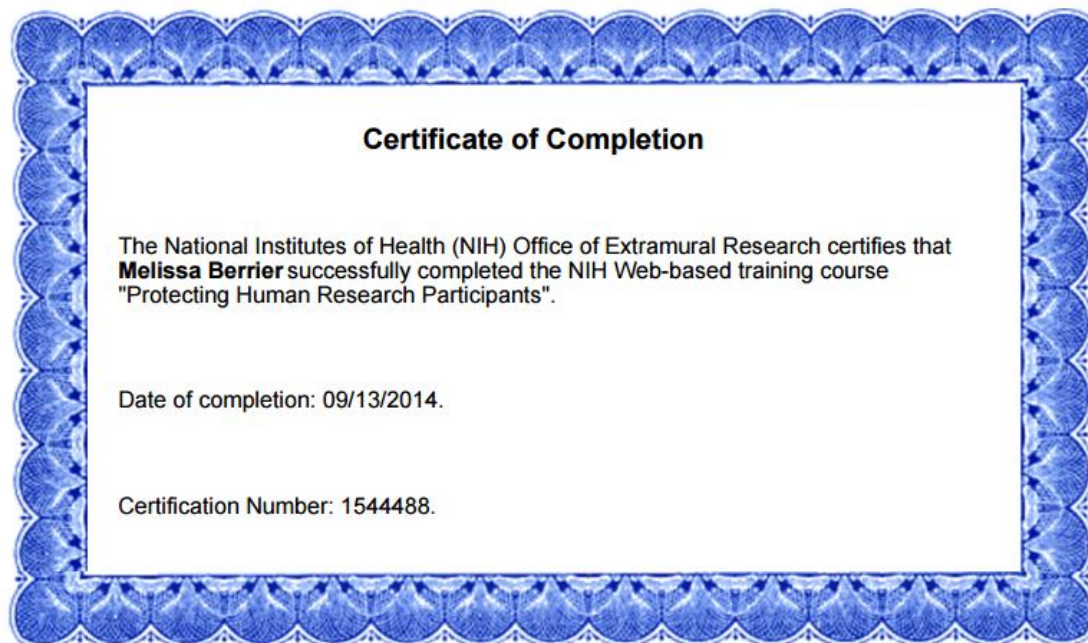 Certificate of Completion
The National Institutes of Health (NIH) Office of Extramural Research certifies that
Melissa Berrier successfully completed the NIH Web-based training course
"Protecting Human Research Participants".
Date of completion: 09/13/2014.
Certification Number: 1544488.